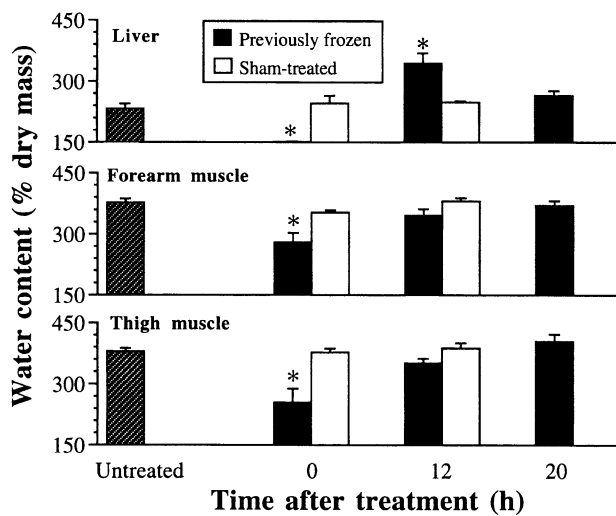 450
Liver
Previously frozen
Sham-treated
*
*
300
150
450
Forearm muscle
*
300
150
450
Thigh muscle
*
300
150
Water content (% dry mass)
Untreated 0 12 20
Time after treatment (h)